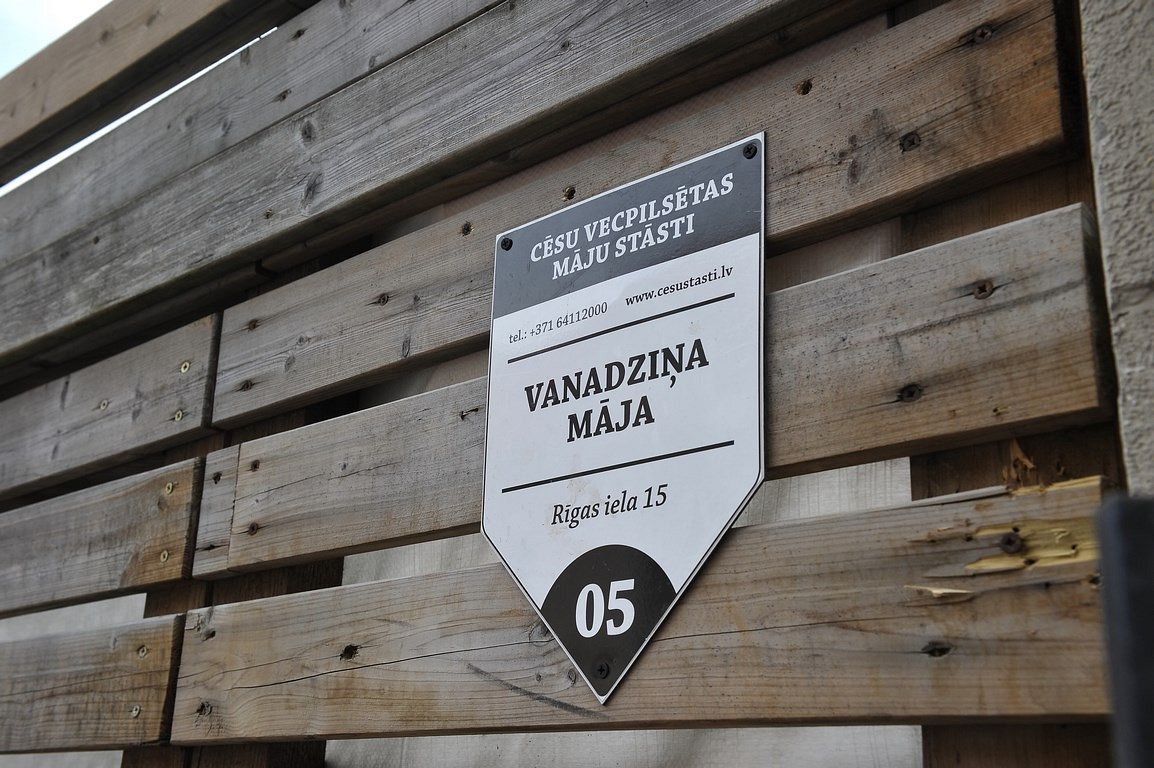 CĒSU VECPILSĒTAS
MĀJU STĀSTI
tel.: +371 64112000 www.cesustasti.lv
VANADZIŅA
MĀJA
Rīgas iela 15
05